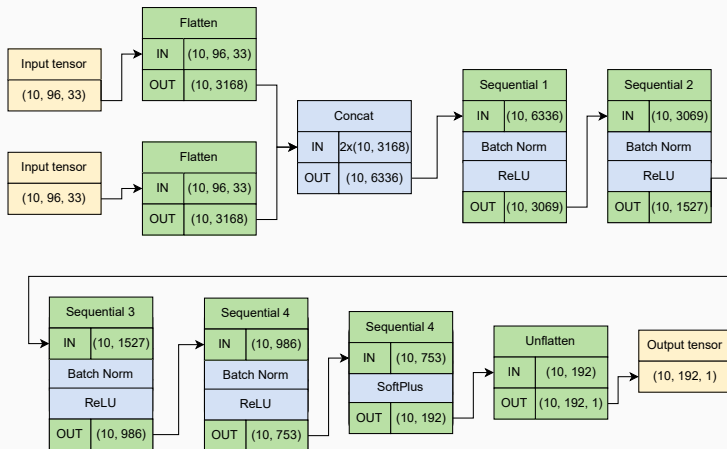 Input tensor
(10, 96, 33)
Flatten
IN (10, 96, 33)
OUT (10, 3168)
Input tensor
(10, 96, 33)
Flatten
IN (10, 96, 33)
OUT (10, 3168)
Concat
IN 2x(10, 3168)
OUT (10, 6336)
Sequential 1
IN (10, 6336)
Batch Norm
ReLU
OUT (10, 3069)
Sequential 2
IN (10, 3069)
Batch Norm
ReLU
OUT (10, 1527)
Sequential 3
IN (10, 1527)
Batch Norm
ReLU
OUT (10, 986)
Sequential 4
IN (10, 986)
Batch Norm
ReLU
OUT (10, 753)
Sequential 4
IN (10, 753)
SoftPlus
OUT (10, 192)
Unflatten
IN (10, 192)
OUT (10, 192, 1)
Output tensor
(10, 192, 1)